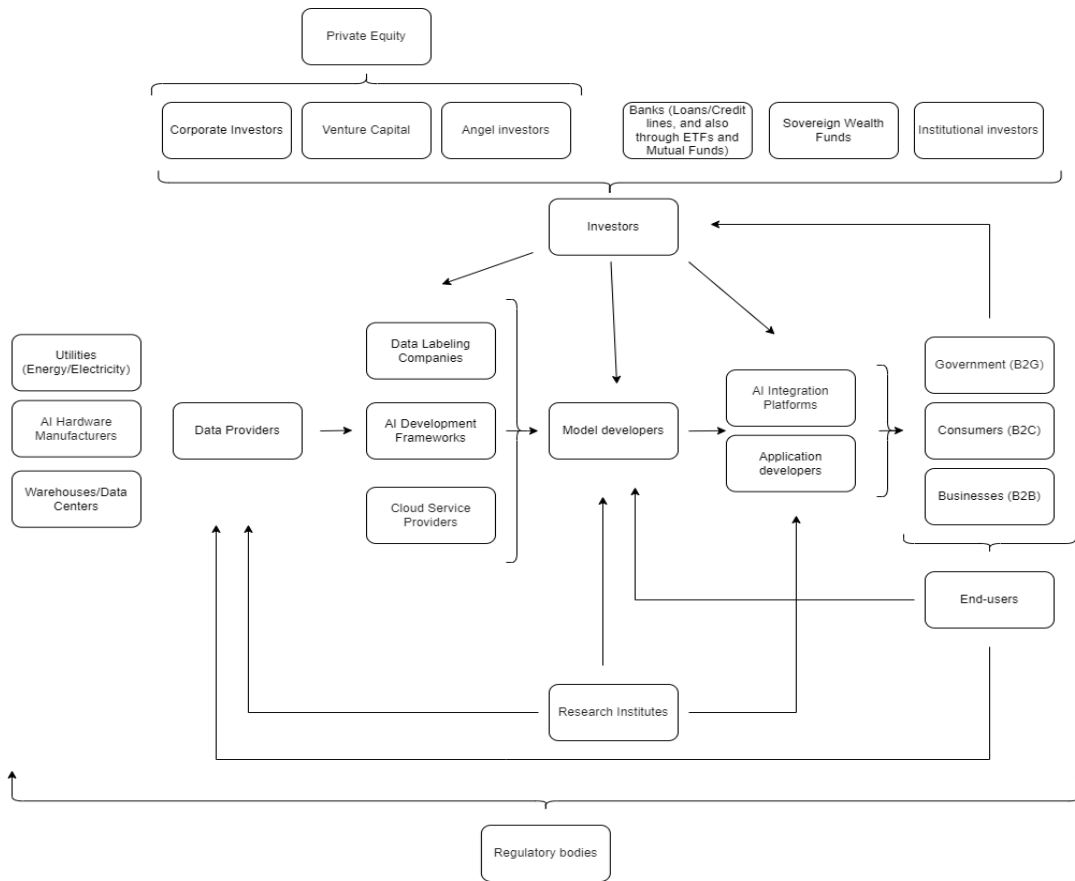 Private Equity
Corporate Investors
Venture Capital
Angel investors
Banks (Loans/Credit
lines, and also
through ETFs and
Mutual Funds)
Sovereign Wealth
Funds
Institutional investors
Investors
Utilities
(Energy/Electricity)
AI Hardware
Manufacturers
Warehouses/Data
Centers
Data Providers
Data Labeling
Companies
AI Development
Frameworks
Cloud Service
Providers
Model developers
AI Integration
Platforms
Application
developers
Government (B2G)
Consumers (B2C)
Businesses (B2B)
End-users
Research Institutes
Regulatory bodies